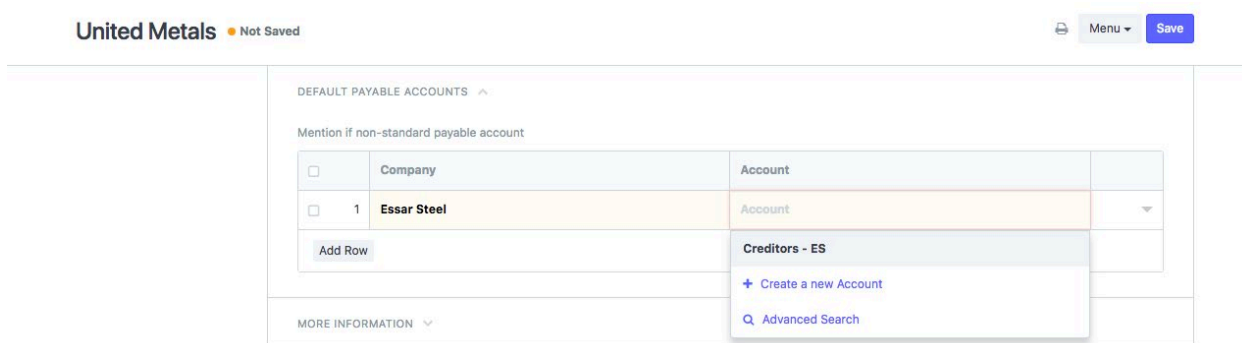 United Metals Not Saved Menu Save
DEFAULT PAYABLE ACCOUNTS
Mention if non-standard payable account
Company Account
1 Essar Steel Account
Add Row Creditors - ES
+ Create a new Account
Advanced Search
MORE INFORMATION